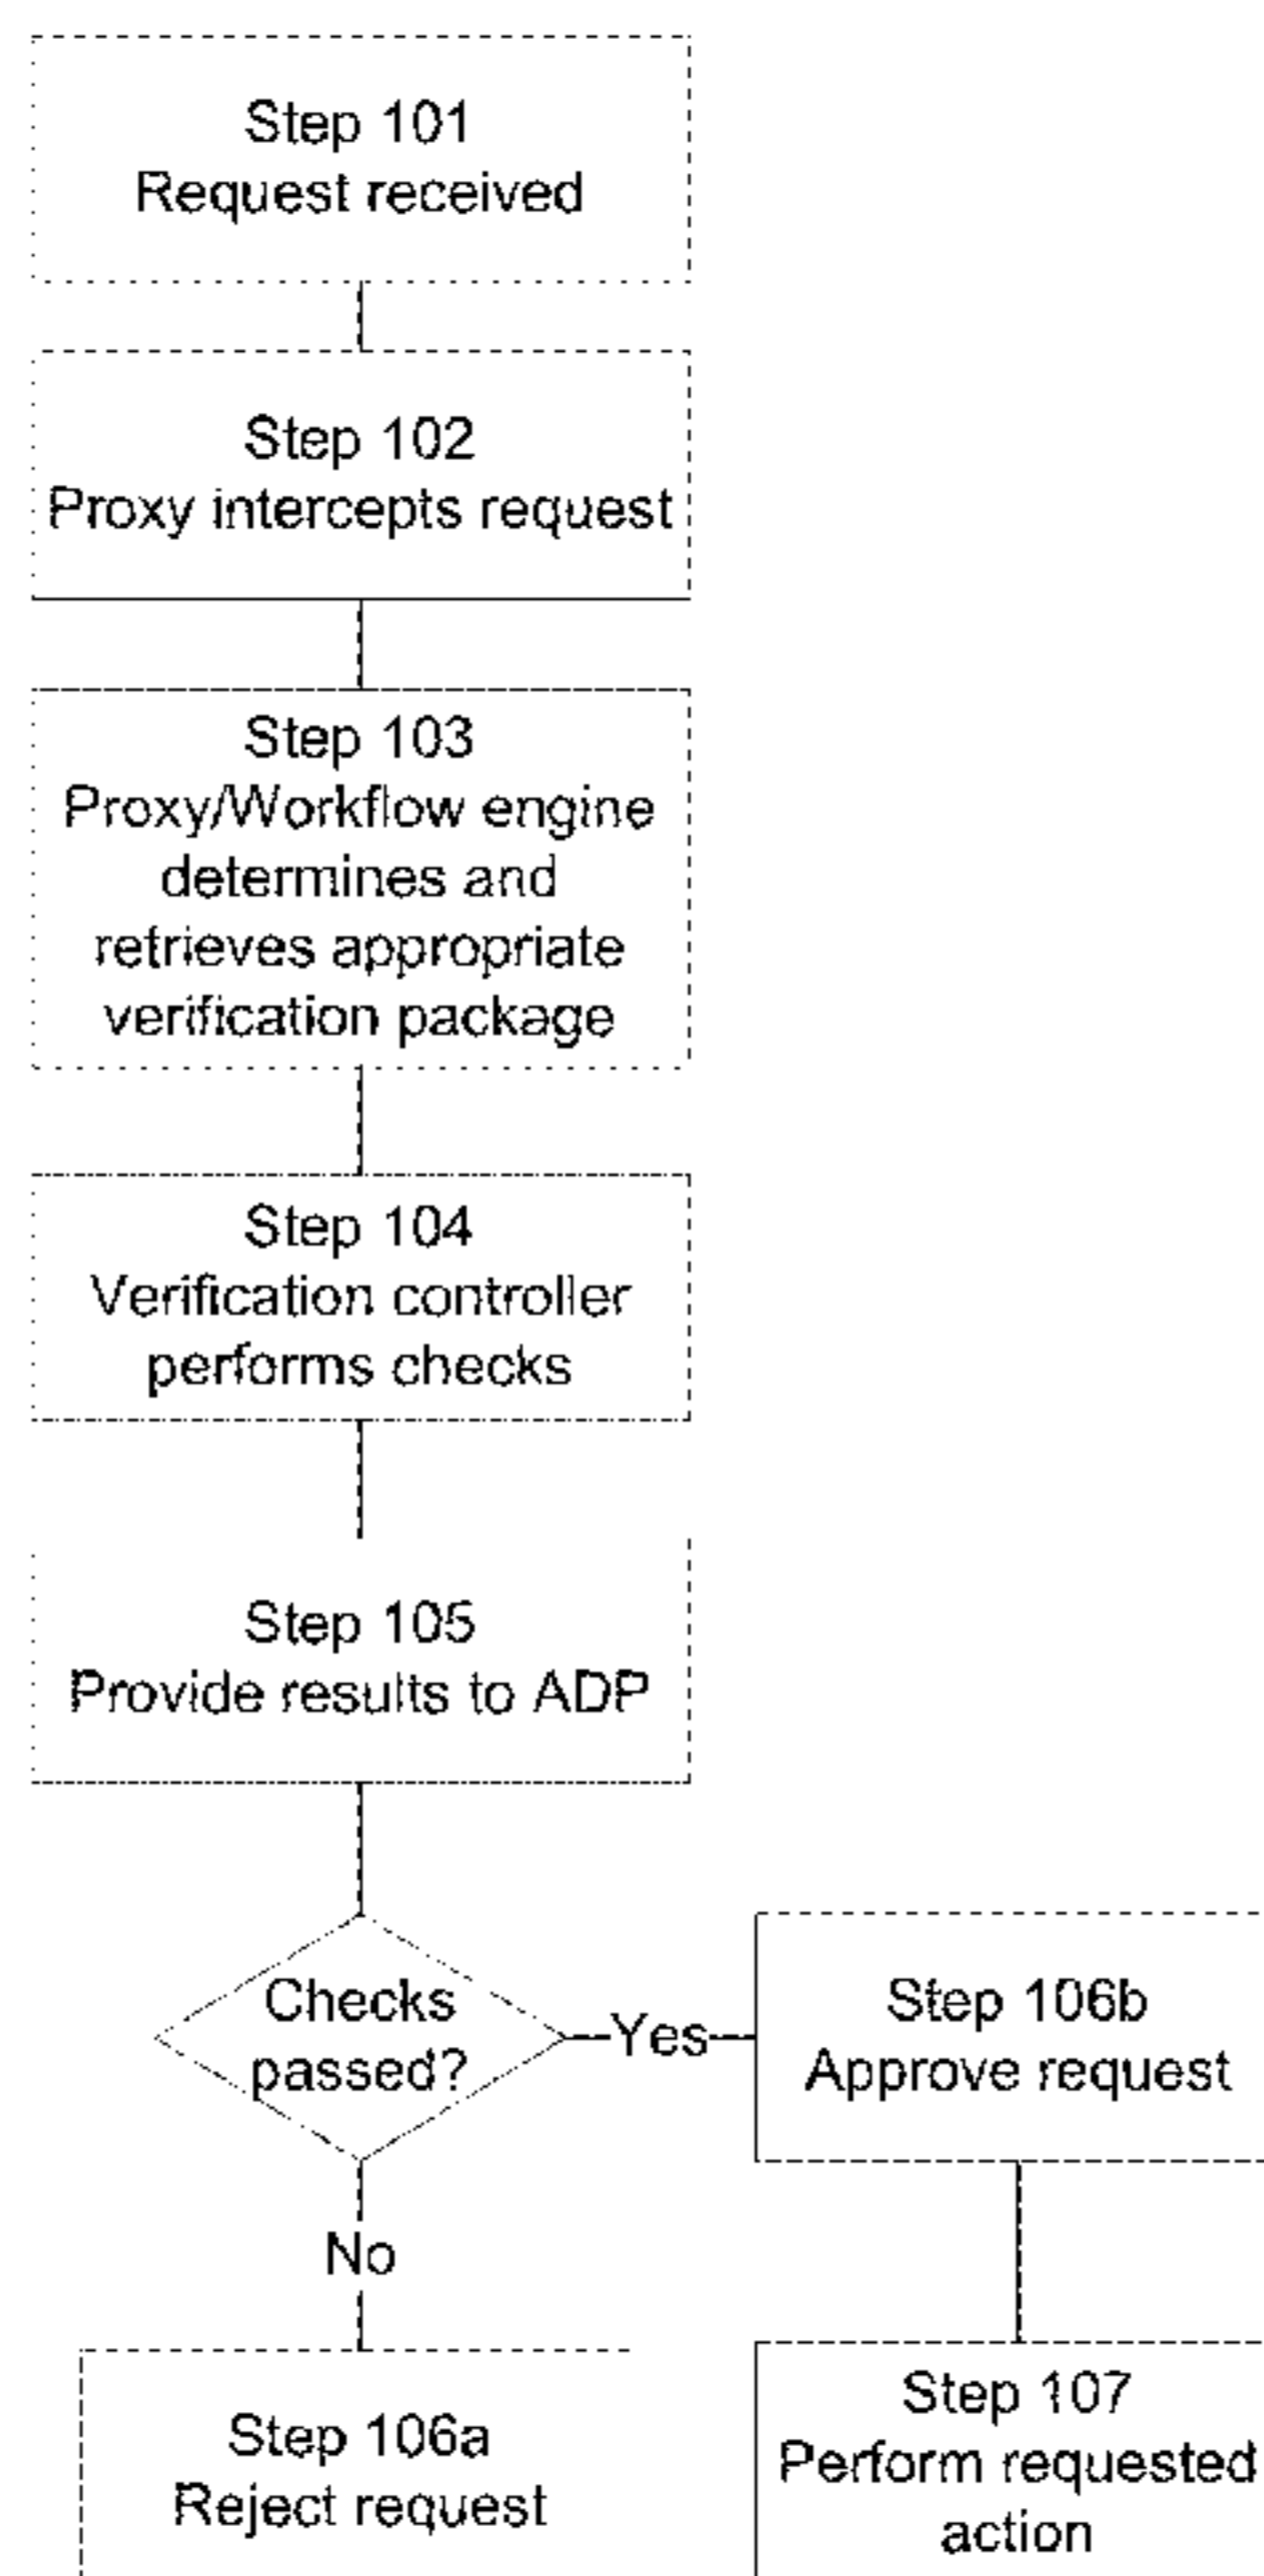 Step 101
Request received
Step 102
Proxy intercepts request
Step 103
Proxy/Workflow engine
determines and
retrieves appropriate
verification package
Step 104
Verification controller
performs checks
Step 105
Provide results to ADP
Checks
passed?
Yes
Step 106b
Approve request
No
Step 106a
Reject request
Step 107
Perform requested
action